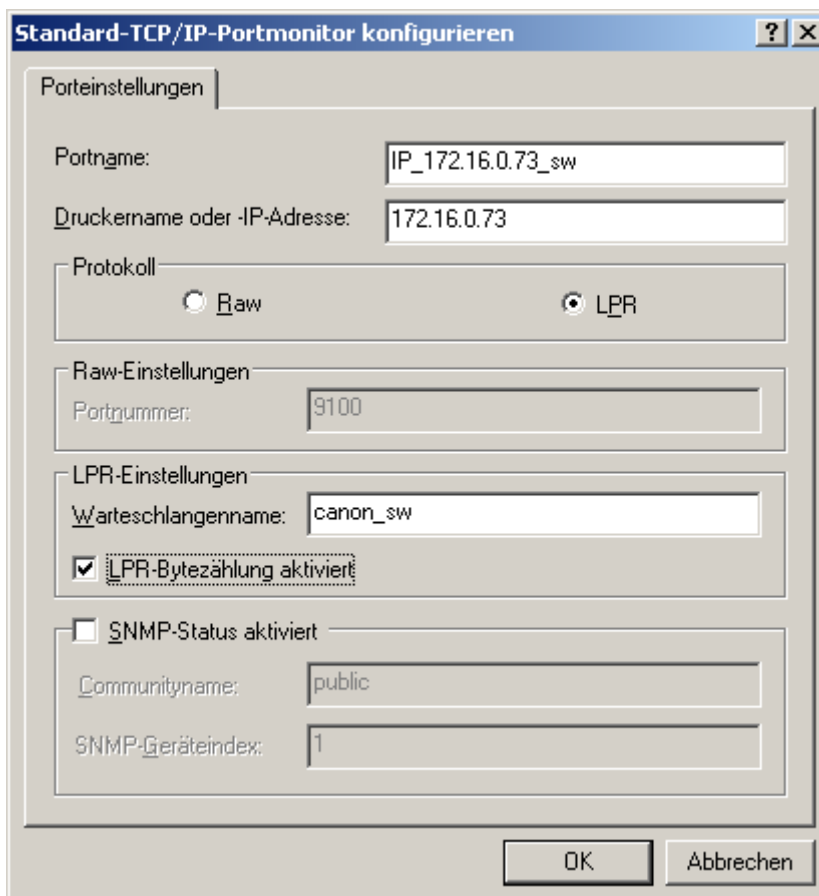 Standard-TCP/IP-Portmonitor konfigurieren
Porteinstellungen
Portname: IP_172.16.0.73_sw
Druckername oder -IP-Adresse: 172.16.0.73
Protokoll
Raw LPR
Raw-Einstellungen
Portnummer: 9100
LPR-Einstellungen
Warteschlangenname: canon_sw
LPR-Bytezählung aktiviert
SNMP-Status aktiviert
Communityname: public
SNMP-Geräteindex: 1
OK Abbrechen